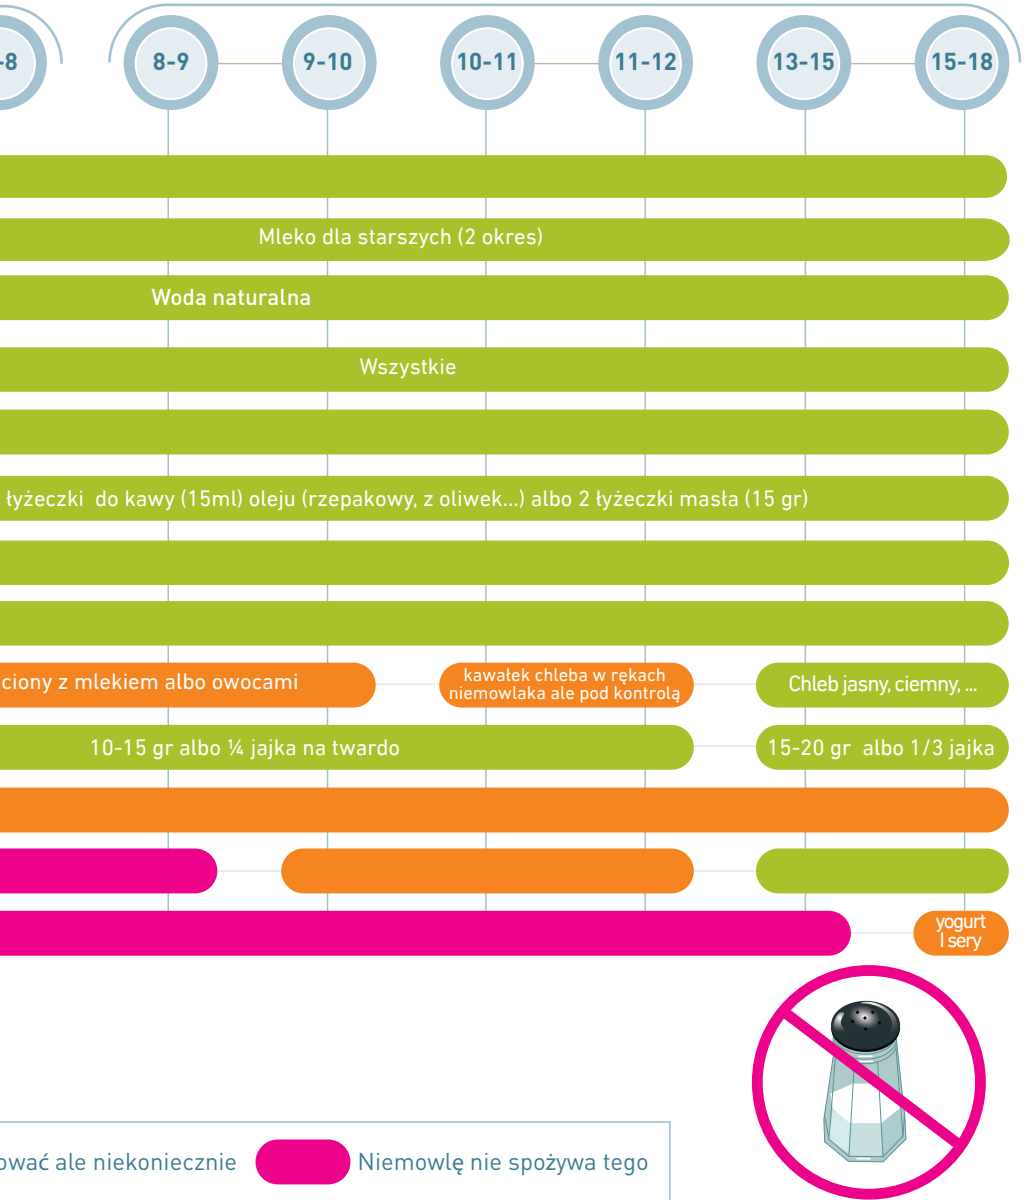 -8 8-9 9-10 10-11 11-12 13-15 15-18
Mleko dla starszych (2 okres)
Woda naturalna
Wszystkie
łyżeczki do kawy (15ml) oleju (rzepakowy, z oliwek...) albo 2 łyżeczki masła (15 gr)
ciony z mlekiem albo owocami
kawałek chleba w rękach
niemowlaka ale pod kontrolą
Chleb jasny, ciemny, ...
10-15 gr albo ¼ jajka na twardo
15-20 gr albo 1/3 jajka
yogurt
I sery
ować ale niekoniecznie
Niemowlę nie spożywa tego